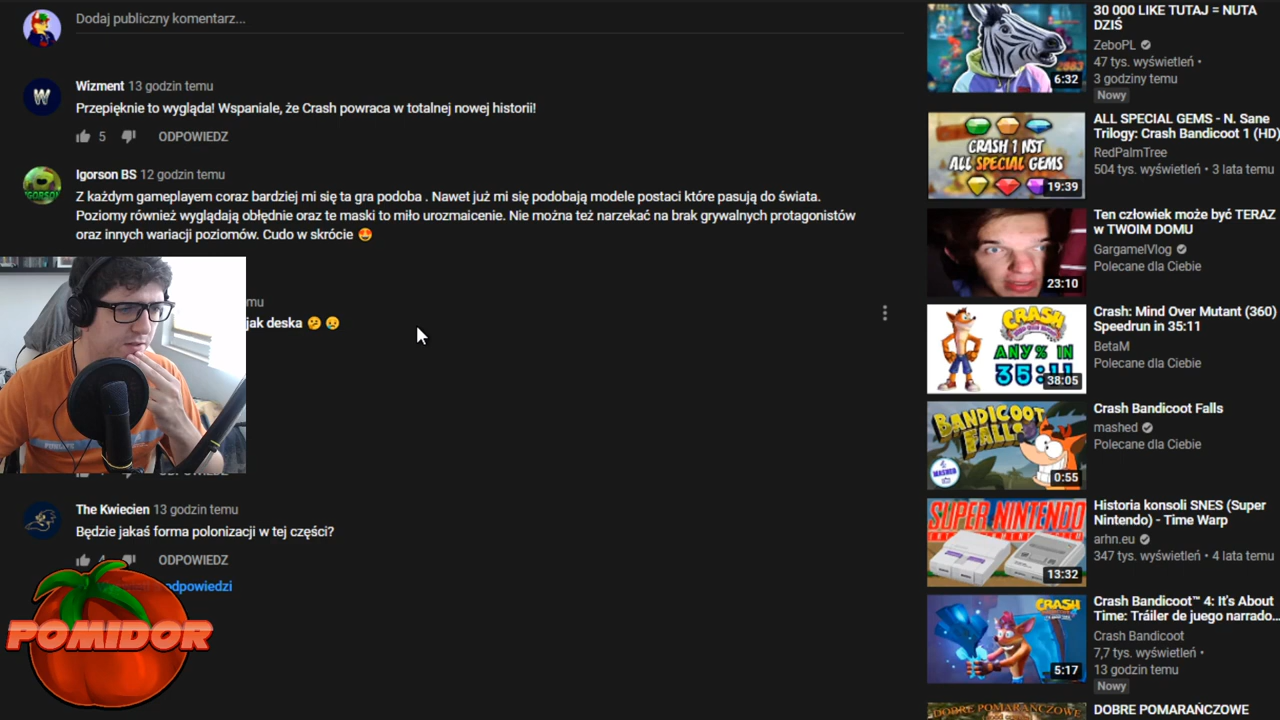 Dodaj publiczny komentarz...
Wizment 13 godzin temu
Przepięknie to wygląda! Wspaniale, że Crash powraca w totalnej nowej historii!
5 ODPOWIEDZ
Igorson BS 12 godzin temu
Z każdym gameplayem coraz bardziej mi się ta gra podoba . Nawet już mi się podobają modele postaci które pasują do świata.
Poziomy również wyglądają obłędnie oraz te maski to miło urozmaicenie. Nie można też narzekać na brak grywalnych protagonistów
oraz innych wariacji poziomów. Cudo w skrócie 😍
jak deska
The Kwiecien 13 godzin temu
Będzie jakaś forma polonizacji w tej części?
4 ODPOWIEDZ
odpowiedzi
POMIDOR
30 000 LIKE TUTAJ = NUTA
DZIŚ
ZeboPL
47 tys. wyświetleń •
3 godziny temu
Nowy
6:32
ALL SPECIAL GEMS - N. Sane
Trilogy: Crash Bandicoot 1 (HD)
RedPalmTree
504 tys. wyświetleń • 3 lata temu
CRASH 1 NST
ALL SPECIAL GEMS
19:39
Ten człowiek może być TERAZ
w TWOIM DOMU
GargamelVlog
Polecane dla Ciebie
23:10
Crash: Mind Over Mutant (360)
Speedrun in 35:11
BetaM
Polecane dla Ciebie
CRASH
ANY% IN
35:11
38:05
Crash Bandicoot Falls
mashed
Polecane dla Ciebie
BANDICOOT
FALLS
MASHED
0:55
Historia konsoli SNES (Super
Nintendo) - Time Warp
arhn.eu
347 tys. wyświetleń • 4 lata temu
SUPER NINTENDO
13:32
Crash Bandicoot™ 4: It's About
Time: Tráiler de juego narrado...
Crash Bandicoot
7,7 tys. wyświetleń •
13 godzin temu
Nowy
CRASH
5:17
DOBRE POMARAŃCZOWE
DOBRE POMARAŃCZOWE